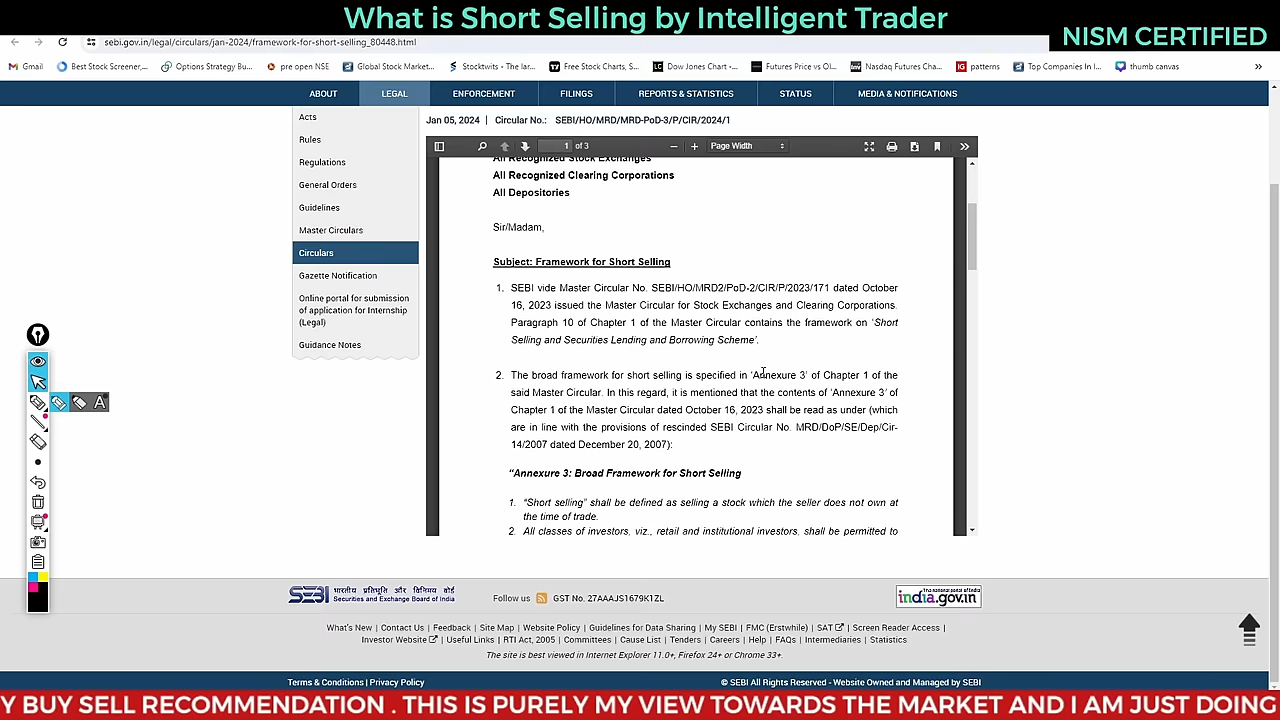 What is Short Selling by Intelligent Trader
NISM CERTIFIED
sebi.gov.in/legal/circulars/jan-2024/framework-for-short-selling_80448.html
Gmail
Best Stock Screener,...
Options Strategy Bu...
pre open NSE
Global Stock Market...
Stocktwits - The lar...
Free Stock Charts, S...
Dow Jones Chart -...
Futures Price vs Ol...
Nasdaq Futures Cha...
patterns
Top Companies In I...
thumb canvas
»
ABOUT
LEGAL
ENFORCEMENT
FILINGS
REPORTS & STATISTICS
STATUS
MEDIA & NOTIFICATIONS
Acts
Rules
Regulations
General Orders
Guidelines
Master Circulars
Circulars
Gazette Notification
Online portal for submission
of application for Internship
(Legal)
Guidance Notes
Jan 05, 2024 | Circular No.: SEBI/HO/MRD/MRD-PoD-3/P/CIR/2024/1
1 of 3
Page Width
All Recognized Stock Exchanges
All Recognized Clearing Corporations
All Depositories
Sir/Madam,
Subject: Framework for Short Selling
1. SEBI vide Master Circular No. SEBI/HO/MRD2/PoD-2/CIR/P/2023/171 dated October
16, 2023 issued the Master Circular for Stock Exchanges and Clearing Corporations.
Paragraph 10 of Chapter 1 of the Master Circular contains the framework on ‘Short
Selling and Securities Lending and Borrowing Scheme’.
2. The broad framework for short selling is specified in ‘Annexure 3’ of Chapter 1 of the
said Master Circular. In this regard, it is mentioned that the contents of ‘Annexure 3’ of
Chapter 1 of the Master Circular dated October 16, 2023 shall be read as under (which
are in line with the provisions of rescinded SEBI Circular No. MRD/DoP/SE/Dep/Cir-
14/2007 dated December 20, 2007):
“Annexure 3: Broad Framework for Short Selling
1. “Short selling” shall be defined as selling a stock which the seller does not own at
the time of trade.
2. All classes of investors, viz., retail and institutional investors, shall be permitted to
A
SEBI
भारतीय प्रतिभूति और विनिमय बोर्ड
Securities and Exchange Board of India
Follow us
GST No. 27AAAJS1679K1ZL
india.gov.in
What's New | Contact Us | Feedback | Site Map | Website Policy | Guidelines for Data Sharing | My SEBI | FMC (Erstwhile) | SAT | Screen Reader Access |
Investor Website | Useful Links | RTI Act, 2005 | Committees | Cause List | Tenders | Careers | Help | FAQs | Intermediaries | Statistics
The site is best viewed in Internet Explorer 11.0+, Firefox 24+ or Chrome 33+.
Terms & Conditions | Privacy Policy
© SEBI All Rights Reserved - Website Owned and Managed by SEBI
Y BUY SELL RECOMMENDATION . THIS IS PURELY MY VIEW TOWARDS THE MARKET AND I AM JUST DOING